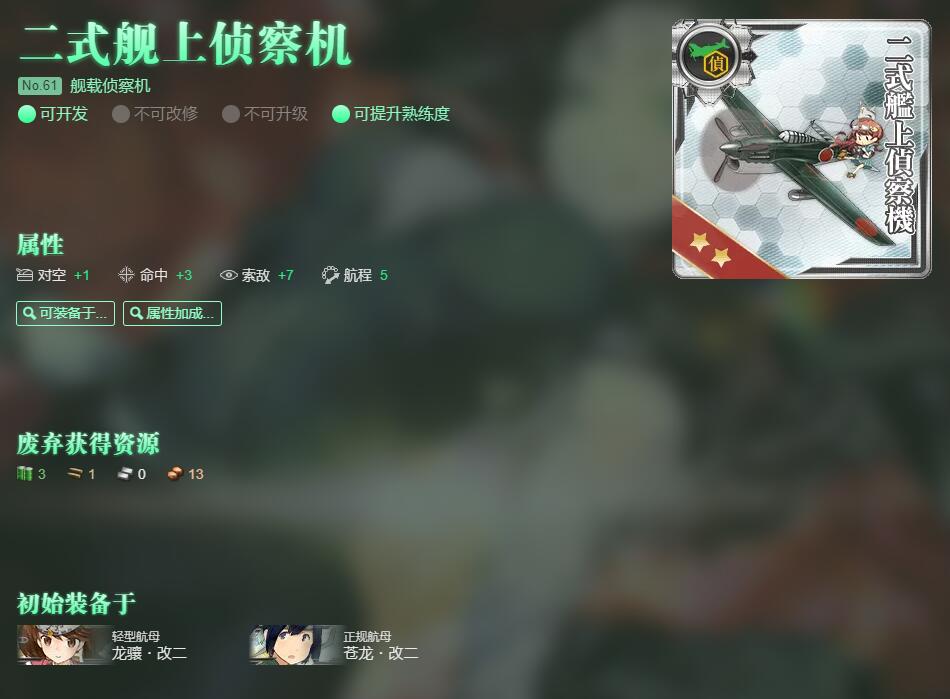 二式舰上侦察机
No.61 舰载侦察机
可开发 不可改修 不可升级 可提升熟练度
偵
二式艦上偵察機
属性
对空 +1 命中 +3 索敌 +7 航程 5
可装备于... 属性加成...
废弃获得资源
3 1 0 13
初始装备于
轻型航母
龙骧·改二
正规航母
苍龙·改二